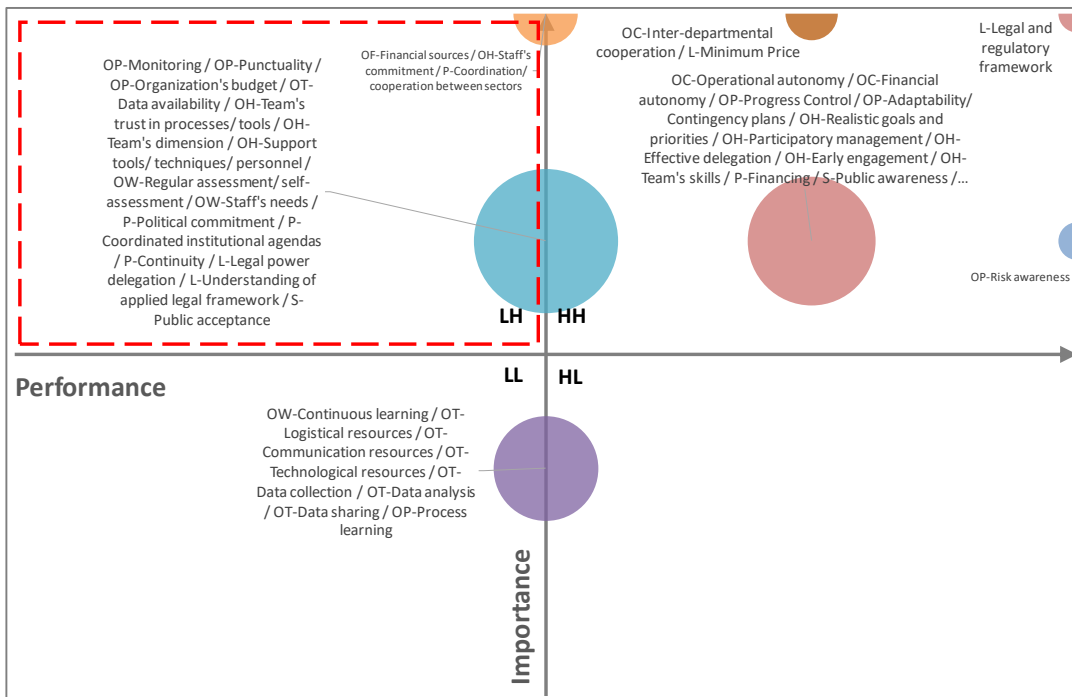 OP-Monitoring / OP-Punctuality /
OP-Organization's budget / OT-
Data availability / OH-Team's
trust in processes/ tools / OH-
Team's dimension / OH-Support
tools/ techniques/ personnel /
OW-Regular assessment/ self-
assessment / OW-Staff's needs /
P-Political commitment / P-
Coordinated institutional agendas
/ P-Continuity / L-Legal power
delegation / L-Understanding of
applied legal framework / S-
Public acceptance
OF-Financial sources / OH-Staff's
commitment / P-Coordination/
cooperation between sectors
OC-Inter-departmental
cooperation / L-Minimum Price
L-Legal and
regulatory
framework
OC-Operational autonomy / OC-Financial
autonomy / OP-Progress Control / OP-Adaptability/
Contingency plans / OH-Realistic goals and
priorities / OH-Participatory management / OH-
Effective delegation / OH-Early engagement / OH-
Team's skills / P-Financing / S-Public awareness /...
OP-Risk awareness
LH HH
LL HL
Performance
OW-Continuous learning / OT-
Logistical resources / OT-
Communication resources / OT-
Technological resources / OT-
Data collection / OT-Data analysis
/ OT-Data sharing / OP-Process
learning
Importance